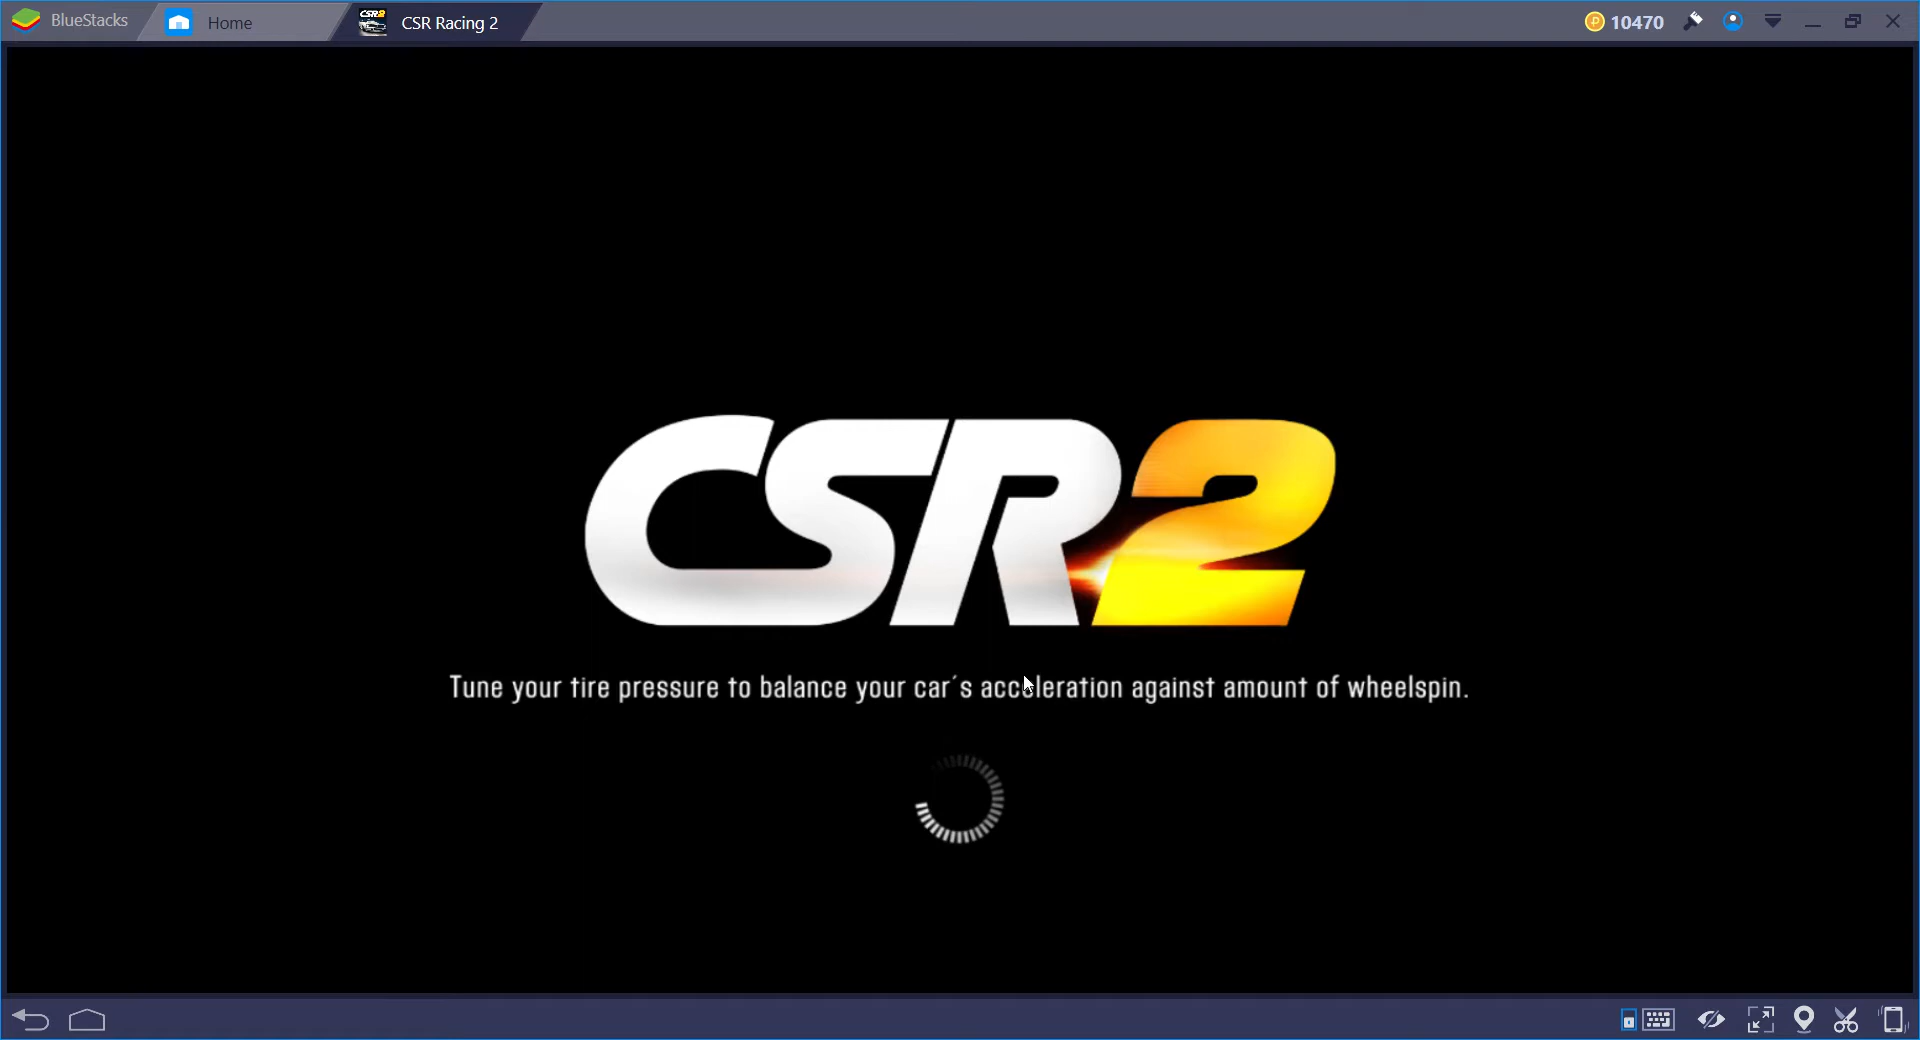 BlueStacks
Home
CSR2
CSR Racing 2
10470
CSR2
Tune your tire pressure to balance your car´s acceleration against amount of wheelspin.